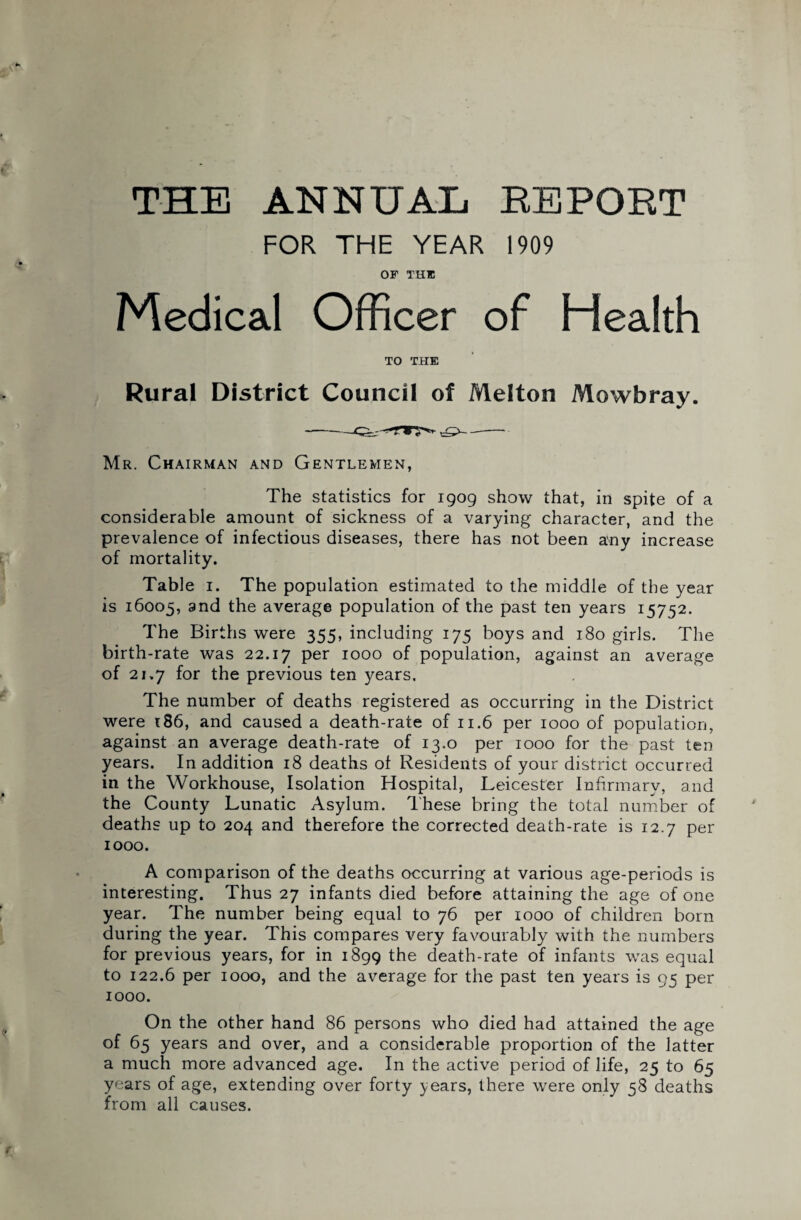 THE ANNUAL REPORT
FOR THE YEAR 1909
OF THE
Medical Officer of Health
TO THE
Rural District Council of Melton Mowbray.
Mr. Chairman and Gentlemen,
The statistics for 1909 show that, in spite of a
considerable amount of sickness of a varying character, and the
prevalence of infectious diseases, there has not been any increase
of mortality.
Table 1. The population estimated to the middle of the year
is 16005, and the average population of the past ten years 15752.
The Births were 355, including 175 boys and 180 girls. The
birth-rate was 22.17 per 1000 of population, against an average
of 21.7 for the previous ten years.
The number of deaths registered as occurring in the District
were 186, and caused a death-rate of 11.6 per 1000 of population,
against an average death-rate of 13.0 per 1000 for the past ten
years. In addition 18 deaths of Residents of your district occurred
in the Workhouse, Isolation Hospital, Leicester Infirmary, and
the County Lunatic Asylum. These bring the total number of
deaths up to 204 and therefore the corrected death-rate is 12.7 per
1000.
A comparison of the deaths occurring at various age-periods is
interesting. Thus 27 infants died before attaining the age of one
year. The number being equal to 76 per 1000 of children born
during the year. This compares very favourably with the numbers
for previous years, for in 1899 the death-rate of infants was equal
to 122.6 per 1000, and the average for the past ten years is 95 per
1000.
On the other hand 86 persons who died had attained the age
of 65 years and over, and a considerable proportion of the latter
a much more advanced age. In the active period of life, 25 to 65
years of age, extending over forty years, there were only 58 deaths
from all causes.